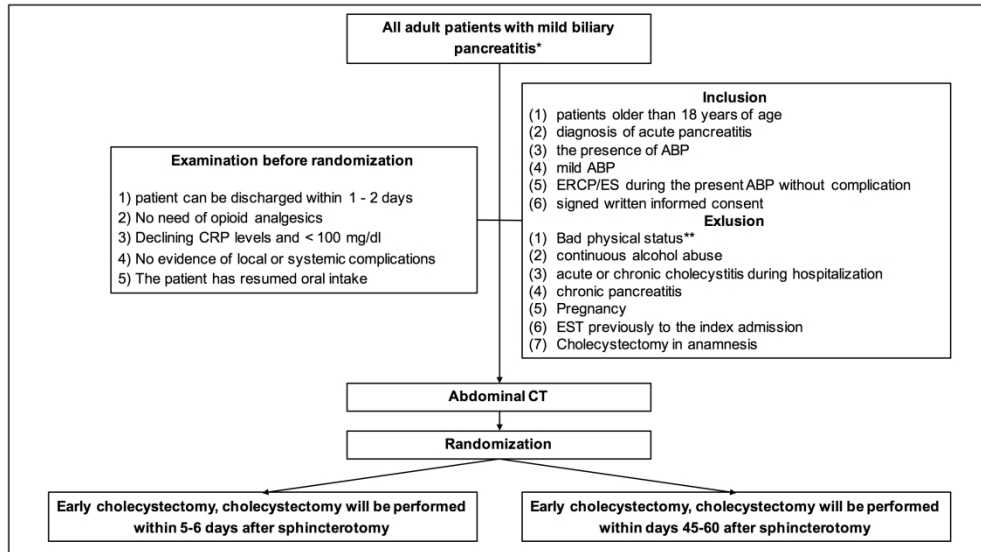 All adult patients with mild biliary
pancreatitis*
Examination before randomization
1) patient can be discharged within 1 - 2 days
2) No need of opioid analgesics
3) Declining CRP levels and < 100 mg/dl
4) No evidence of local or systemic complications
5) The patient has resumed oral intake
Inclusion
(1) patients older than 18 years of age
(2) diagnosis of acute pancreatitis
(3) the presence of ABP
(4) mild ABP
(5) ERCP/ES during the present ABP without complication
(6) signed written informed consent
Exlusion
(1) Bad physical status**
(2) continuous alcohol abuse
(3) acute or chronic cholecystitis during hospitalization
(4) chronic pancreatitis
(5) Pregnancy
(6) EST previously to the index admission
(7) Cholecystectomy in anamnesis
Abdominal CT
Randomization
Early cholecystectomy, cholecystectomy will be performed
within 5-6 days after sphincterotomy
Early cholecystectomy, cholecystectomy will be performed
within days 45-60 after sphincterotomy